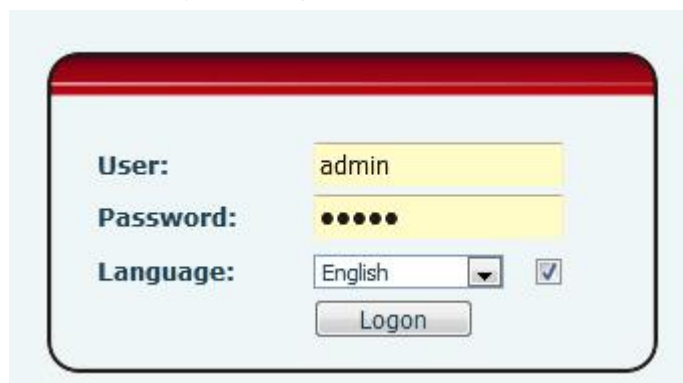 User: admin
Password: •••••
Language: English
Logon